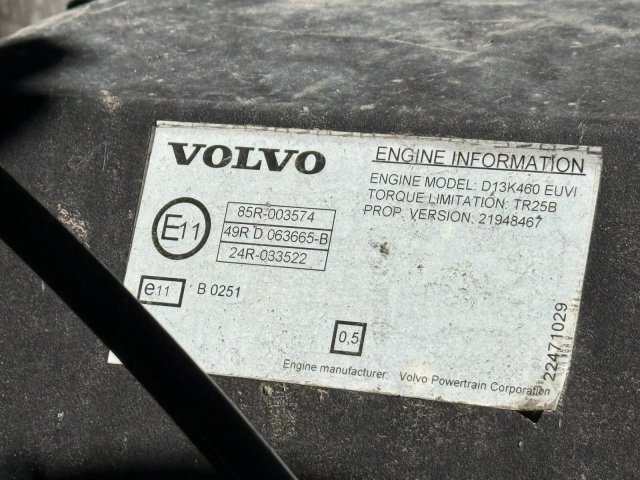 VOLVO
ENGINE INFORMATION
ENGINE MODEL: D13K460 EUVI
TORQUE LIMITATION: TR25B
PROP. VERSION: 21948467
E11
85R-003574
49R D 063665-B
24R-033522
e11 B 0251
0,5
22471029
Engine manufacturer: Volvo Powertrain Corporation